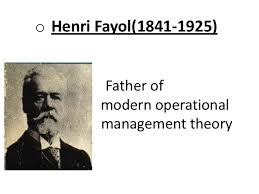 o Henri Fayol(1841-1925)
Father of
modern operational
management theory